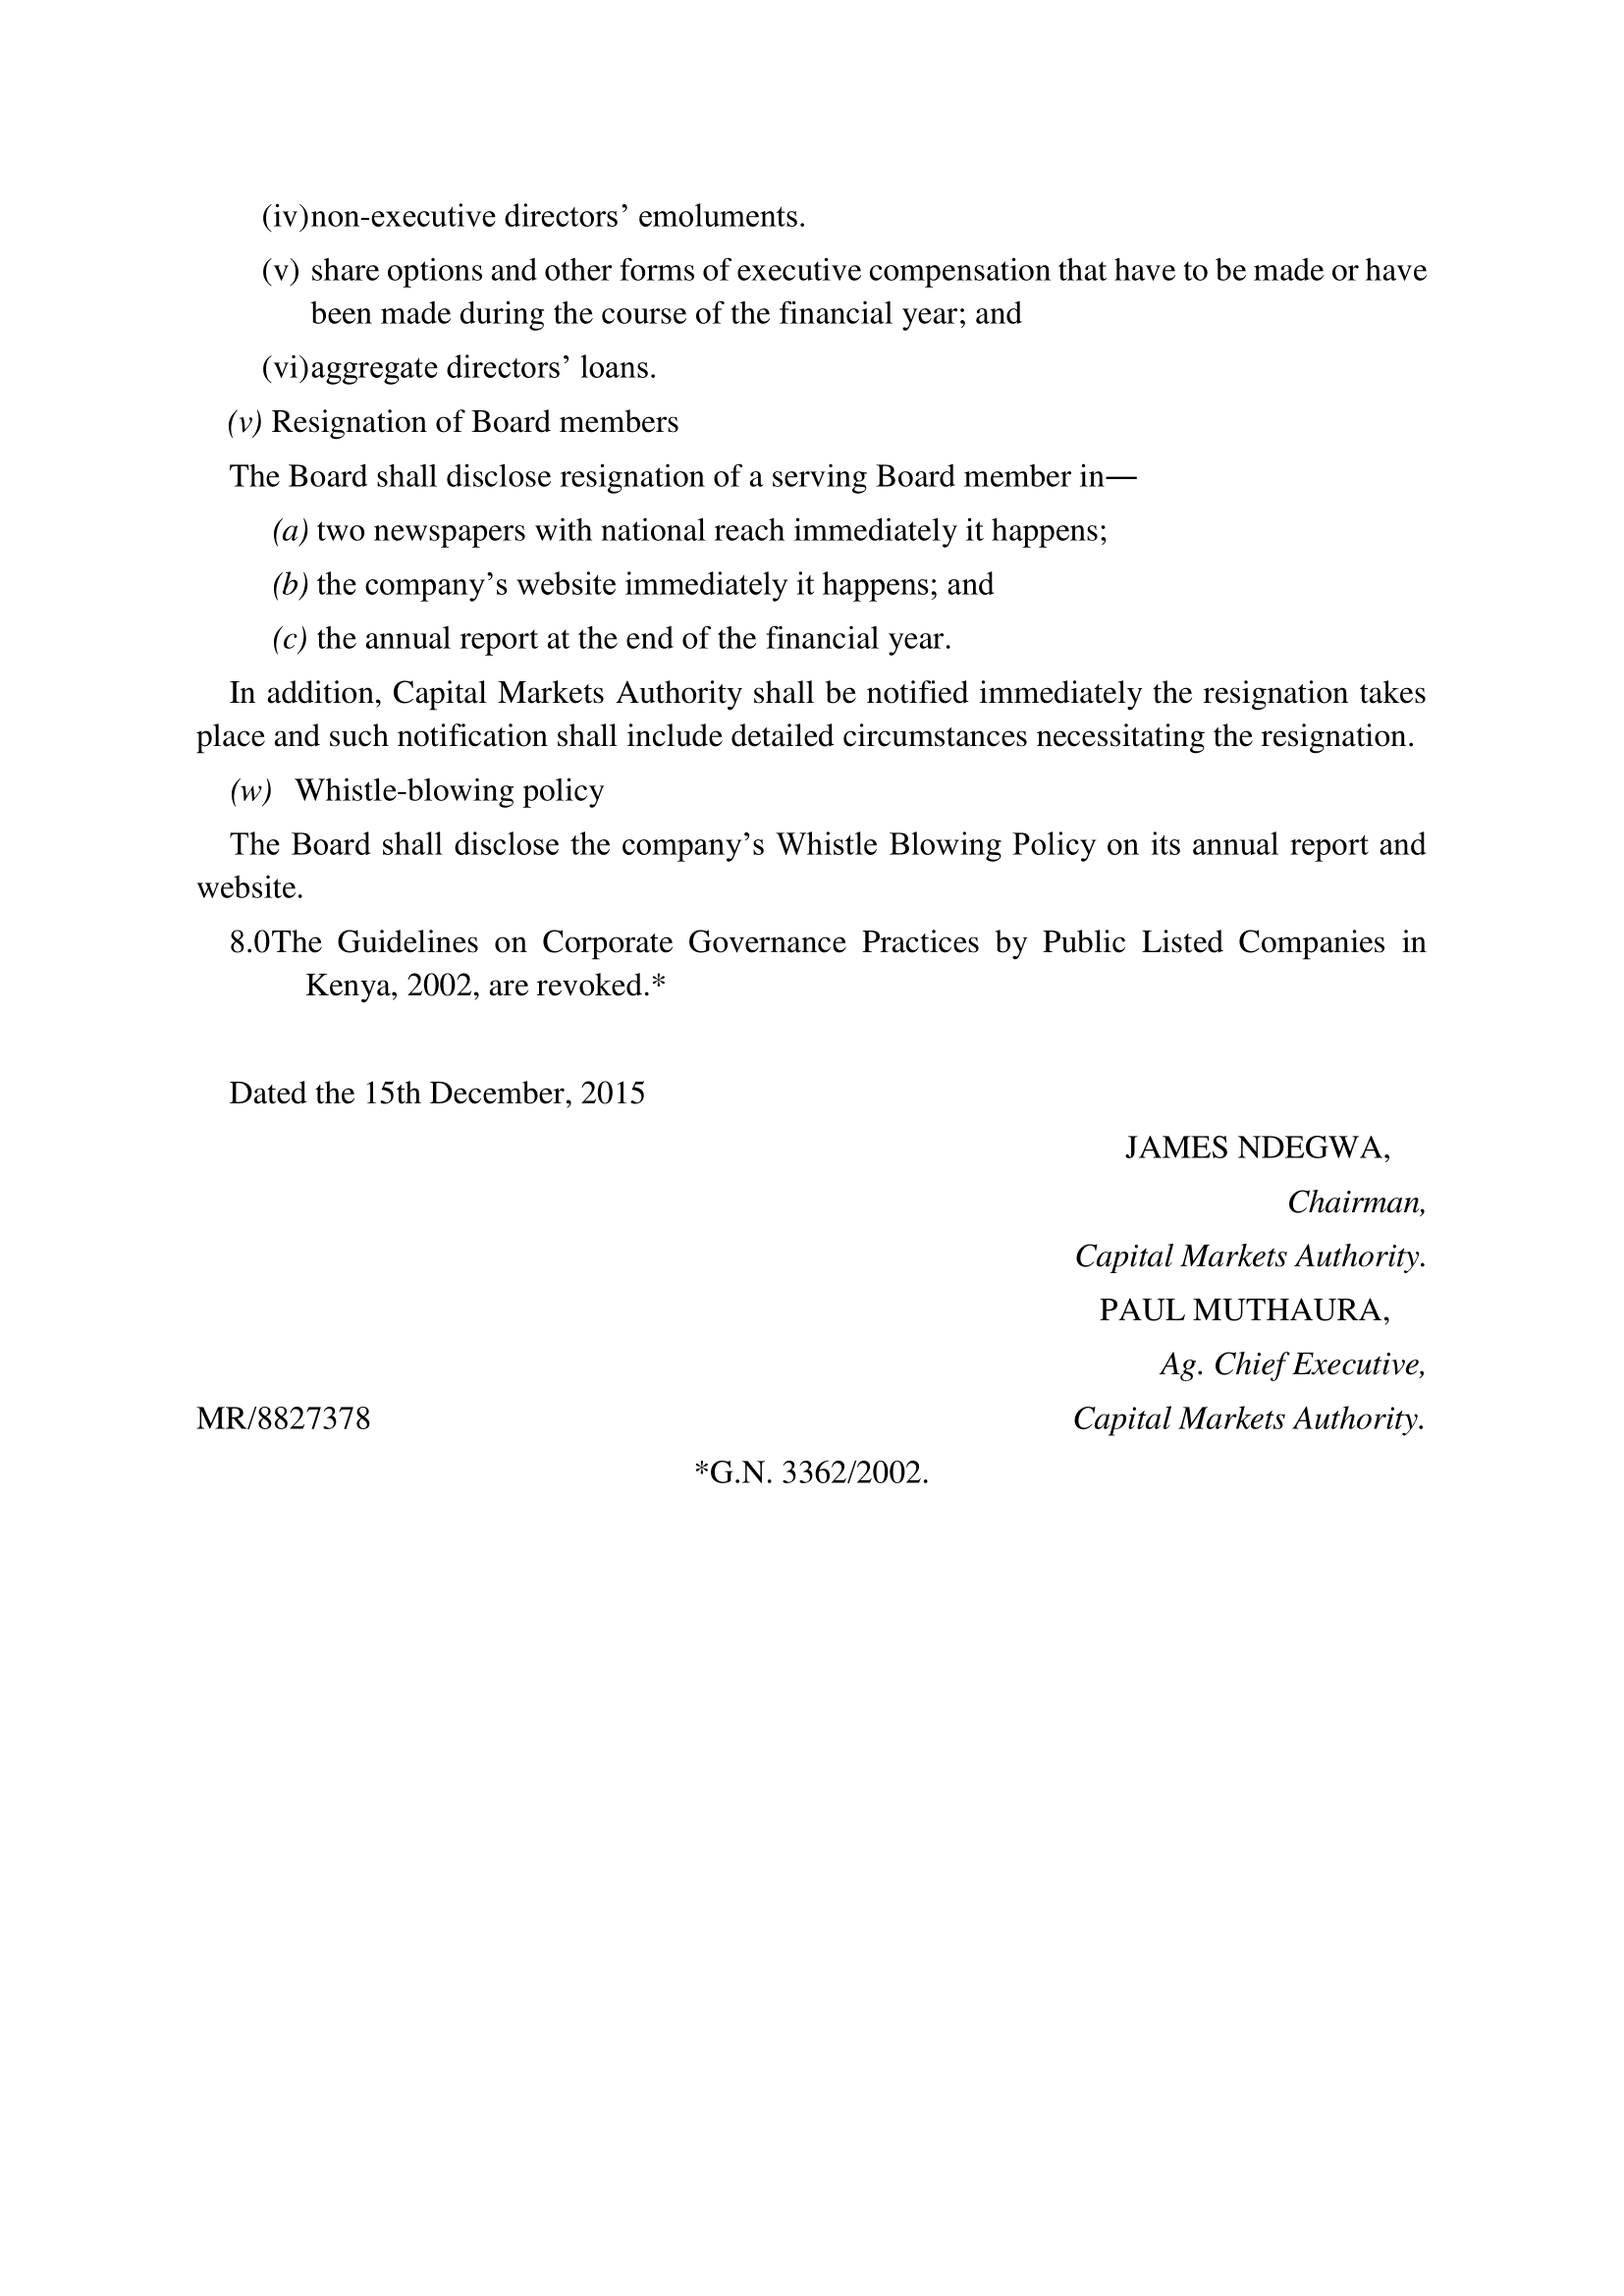 (iv)non-executive directors’ emoluments.
(v) share options and other forms of executive compensation that have to be made or have
been made during the course of the financial year; and
(vi)aggregate directors’ loans.
(v) Resignation of Board members
The Board shall disclose resignation of a serving Board member in—
(a) two newspapers with national reach immediately it happens;
(b) the company’s website immediately it happens; and
(c) the annual report at the end of the financial year.
In addition, Capital Markets Authority shall be notified immediately the resignation takes
place and such notification shall include detailed circumstances necessitating the resignation.
(w) Whistle-blowing policy
The Board shall disclose the company’s Whistle Blowing Policy on its annual report and
website.
8.0The Guidelines on Corporate Governance Practices by Public Listed Companies in
Kenya, 2002, are revoked.*
Dated the 15th December, 2015
JAMES NDEGWA,
Chairman,
Capital Markets Authority.
PAUL MUTHAURA,
Ag. Chief Executive,
MR/8827378 Capital Markets Authority.
*G.N. 3362/2002.